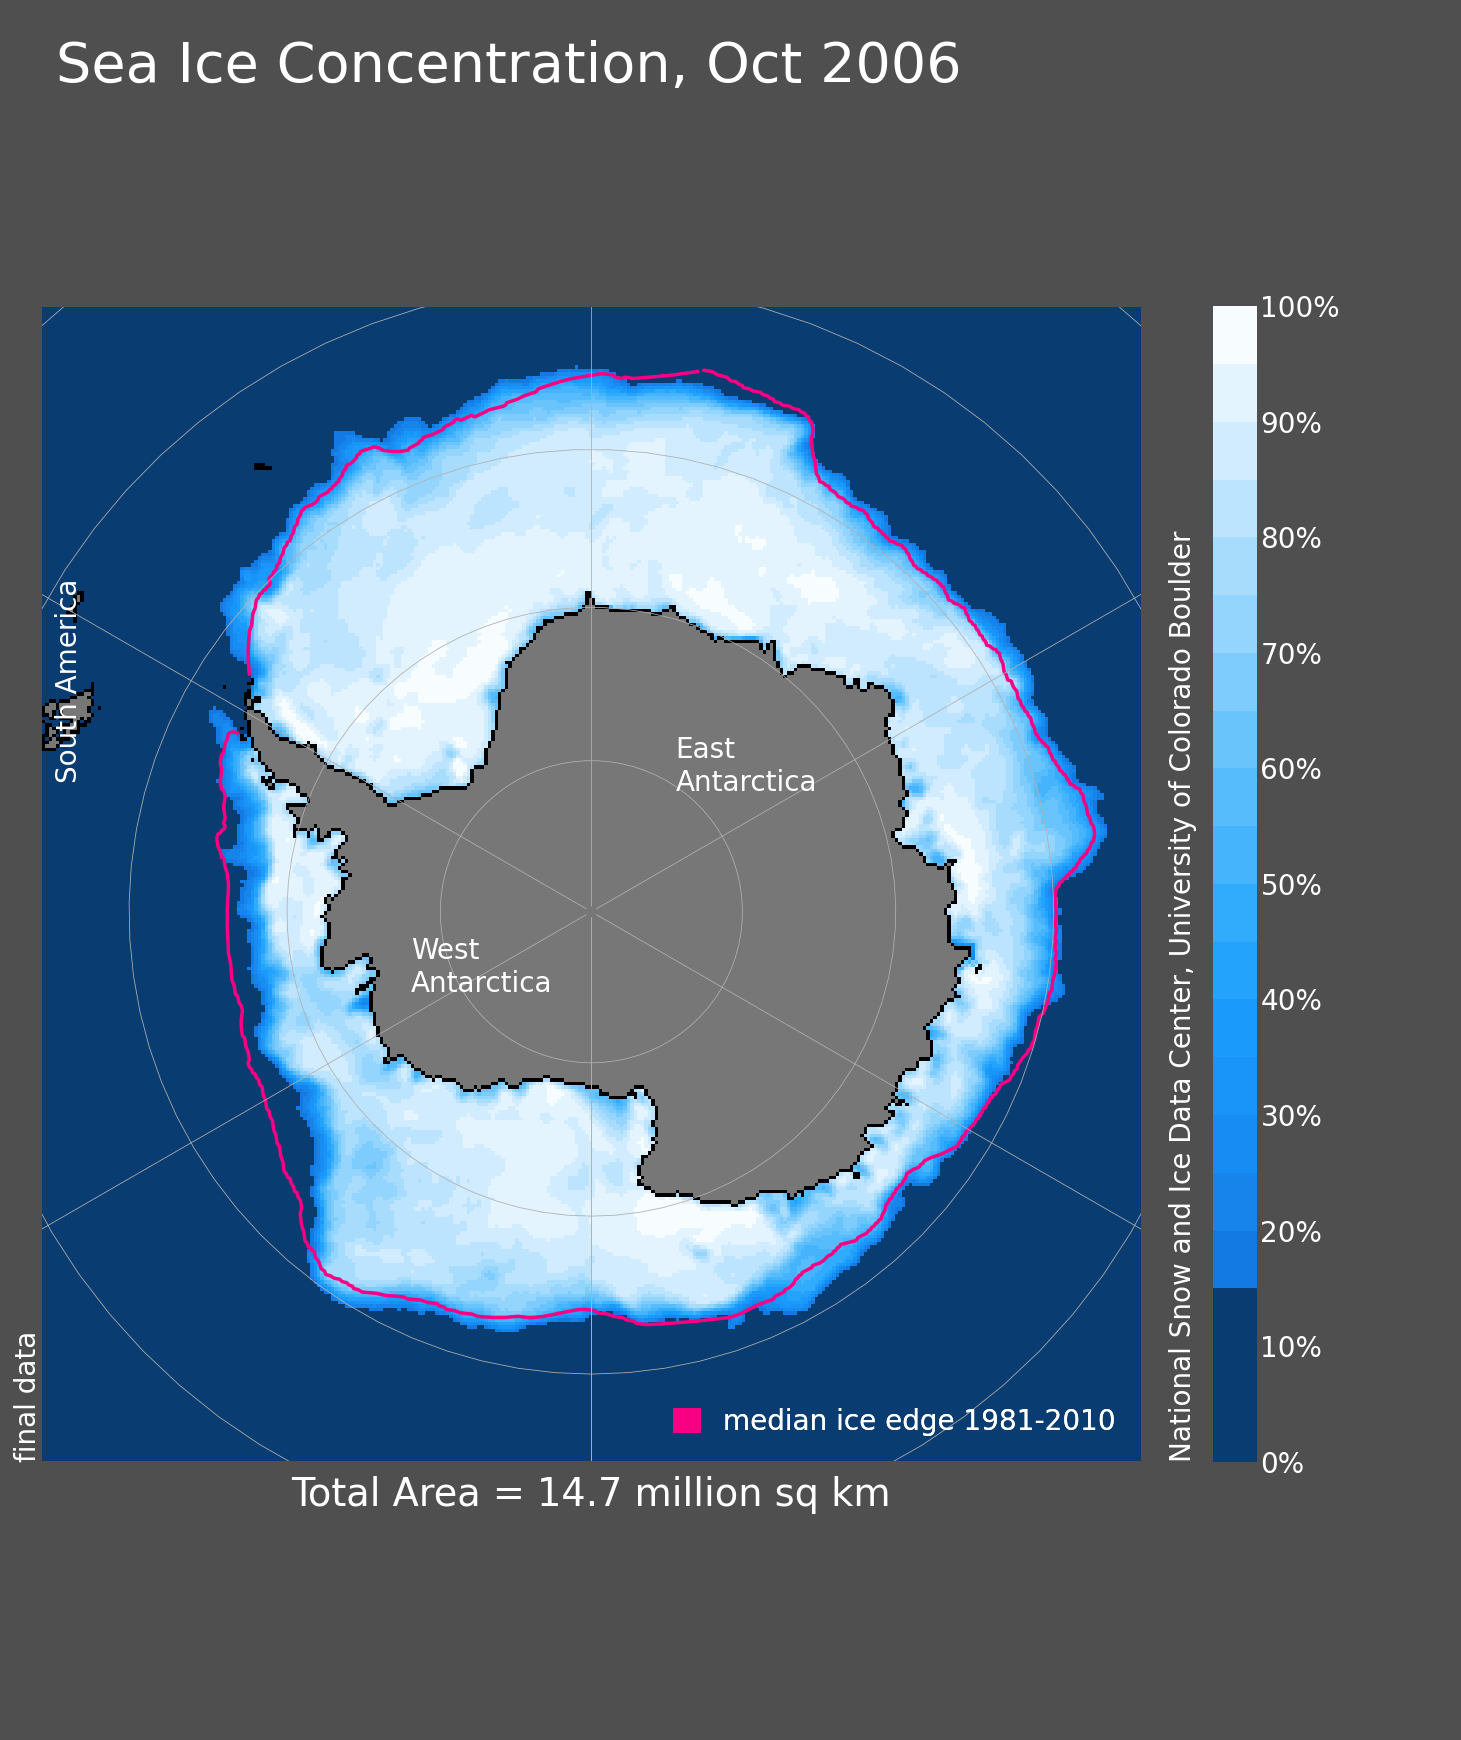 Sea Ice Concentration, Oct 2006
South America
East
Antarctica
West
Antarctica
median ice edge 1981-2010
final data
Total Area = 14.7 million sq km
National Snow and Ice Data Center, University of Colorado Boulder
100%
90%
80%
70%
60%
50%
40%
30%
20%
10%
0%